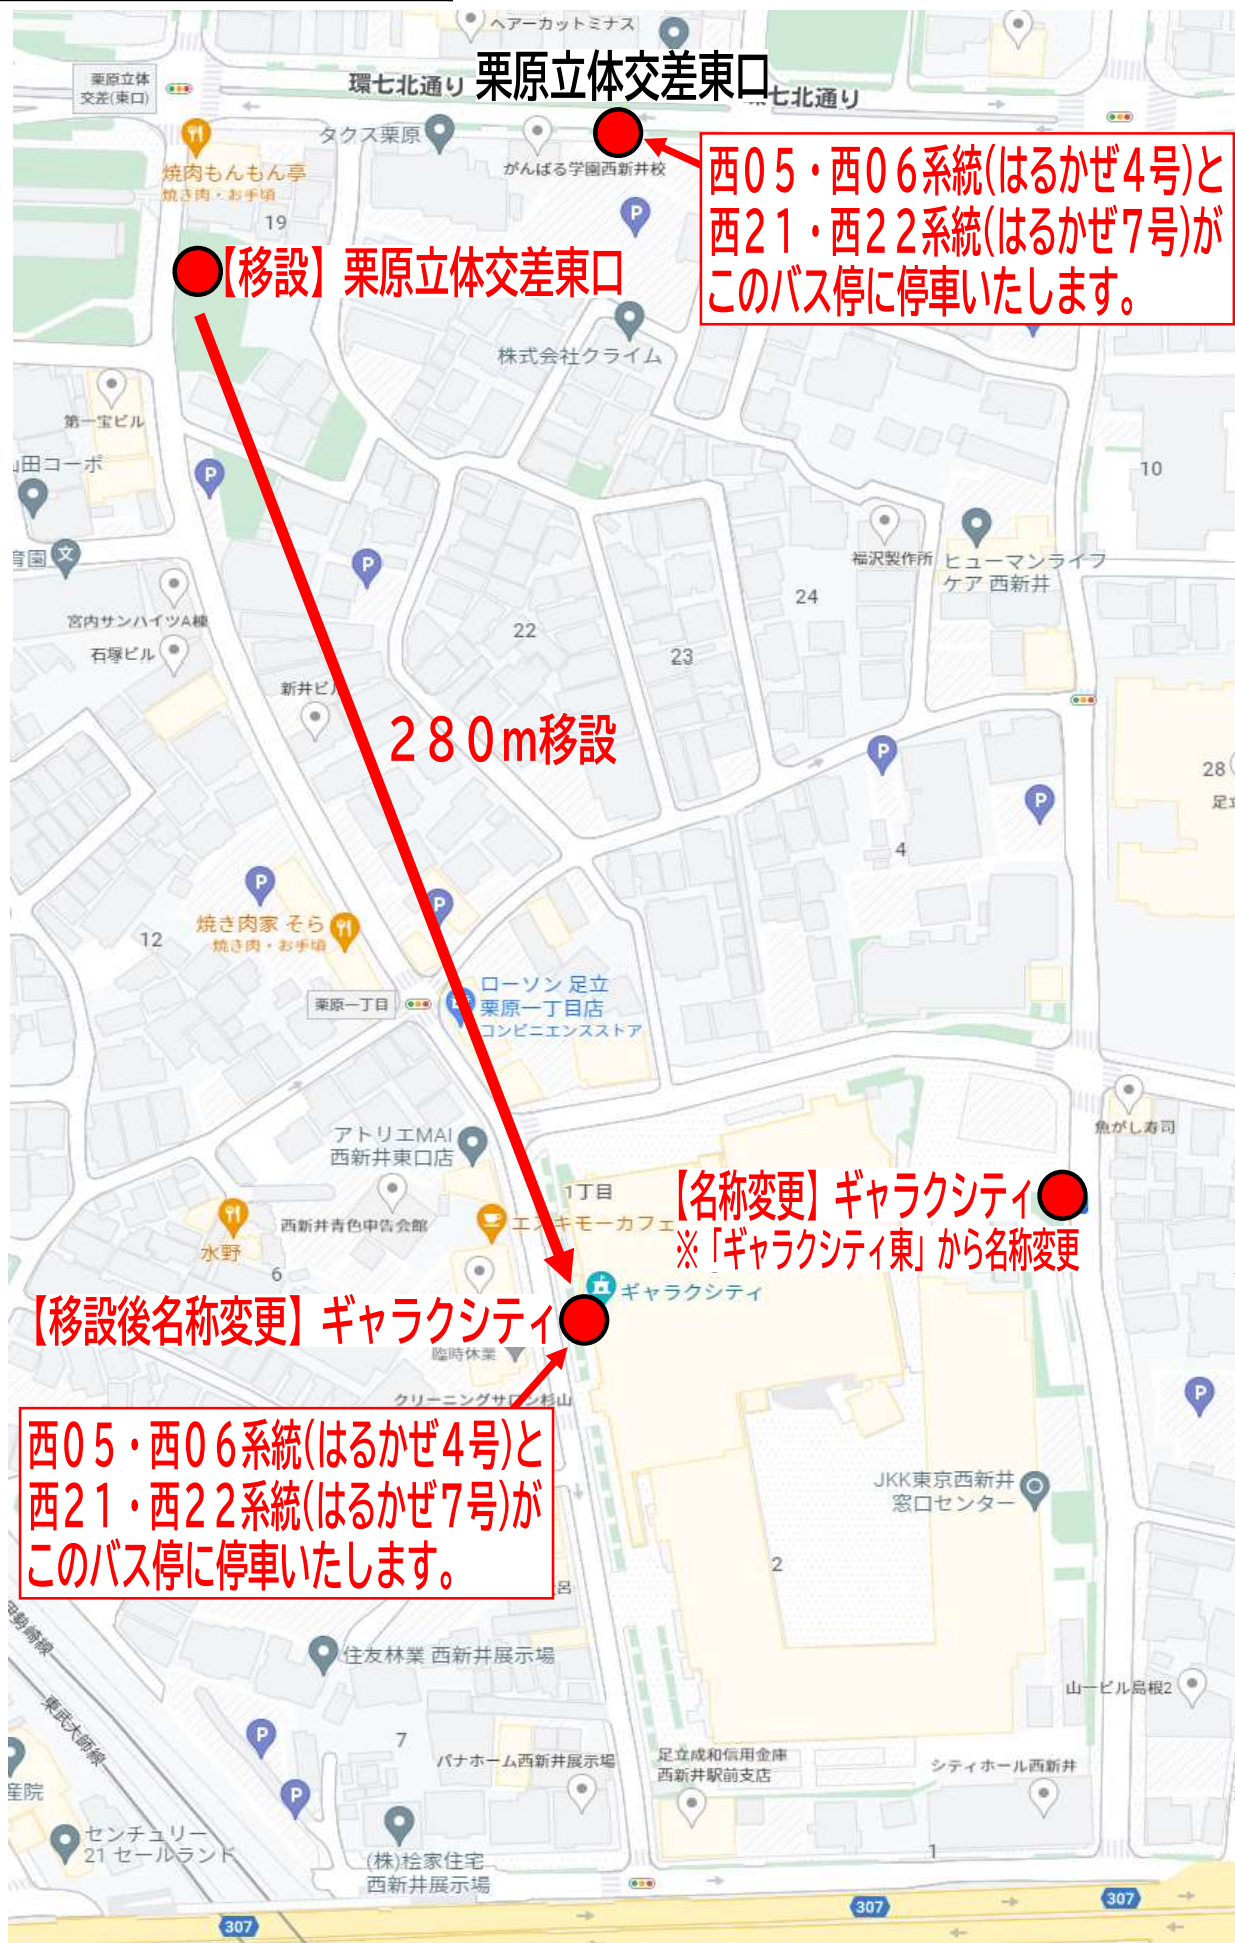 ヘアーカットミナス
栗原立体
交差(東口)
環七北通り
栗原立体交差東口
七北通り
タクス栗原
がんばる学園西新井校
焼肉もんもん亭
焼き肉・お手頃
19
西05・西06系統(はるかぜ4号)と
西21・西22系統(はるかぜ7号)が
このバス停に停車いたします。
【移設】栗原立体交差東口
株式会社クライム
第一宝ビル
山田コーポ
10
育園
福沢製作所
ヒューマンライフ
ケア 西新井
宮内サンハイツA棟
石塚ビル
24
22
23
新井ビル
280m移設
28
足立
4
焼き肉家 そら
焼き肉・お手頃
12
栗原一丁目
ローソン 足立
栗原一丁目店
コンビニエンスストア
アトリエMAI
西新井東口店
魚がし寿司
1丁目
西新井青色申告会館
エスキモーカフェ
水野
6
【名称変更】ギャラクシティ
※「ギャラクシティ東」から名称変更
ギャラクシティ
【移設後名称変更】ギャラクシティ
臨時休業
クリーニングサロン杉山
西05・西06系統(はるかぜ4号)と
西21・西22系統(はるかぜ7号)が
このバス停に停車いたします。
JKK東京西新井
窓口センター
2
呂
伊勢崎線
住友林業 西新井展示場
山一ビル島根2
東武大師線
7
パナホーム西新井展示場
足立成和信用金庫
西新井駅前支店
シティホール西新井
産院
センチュリー
21 セールランド
(株)桧家住宅
西新井展示場
1
307
307
307